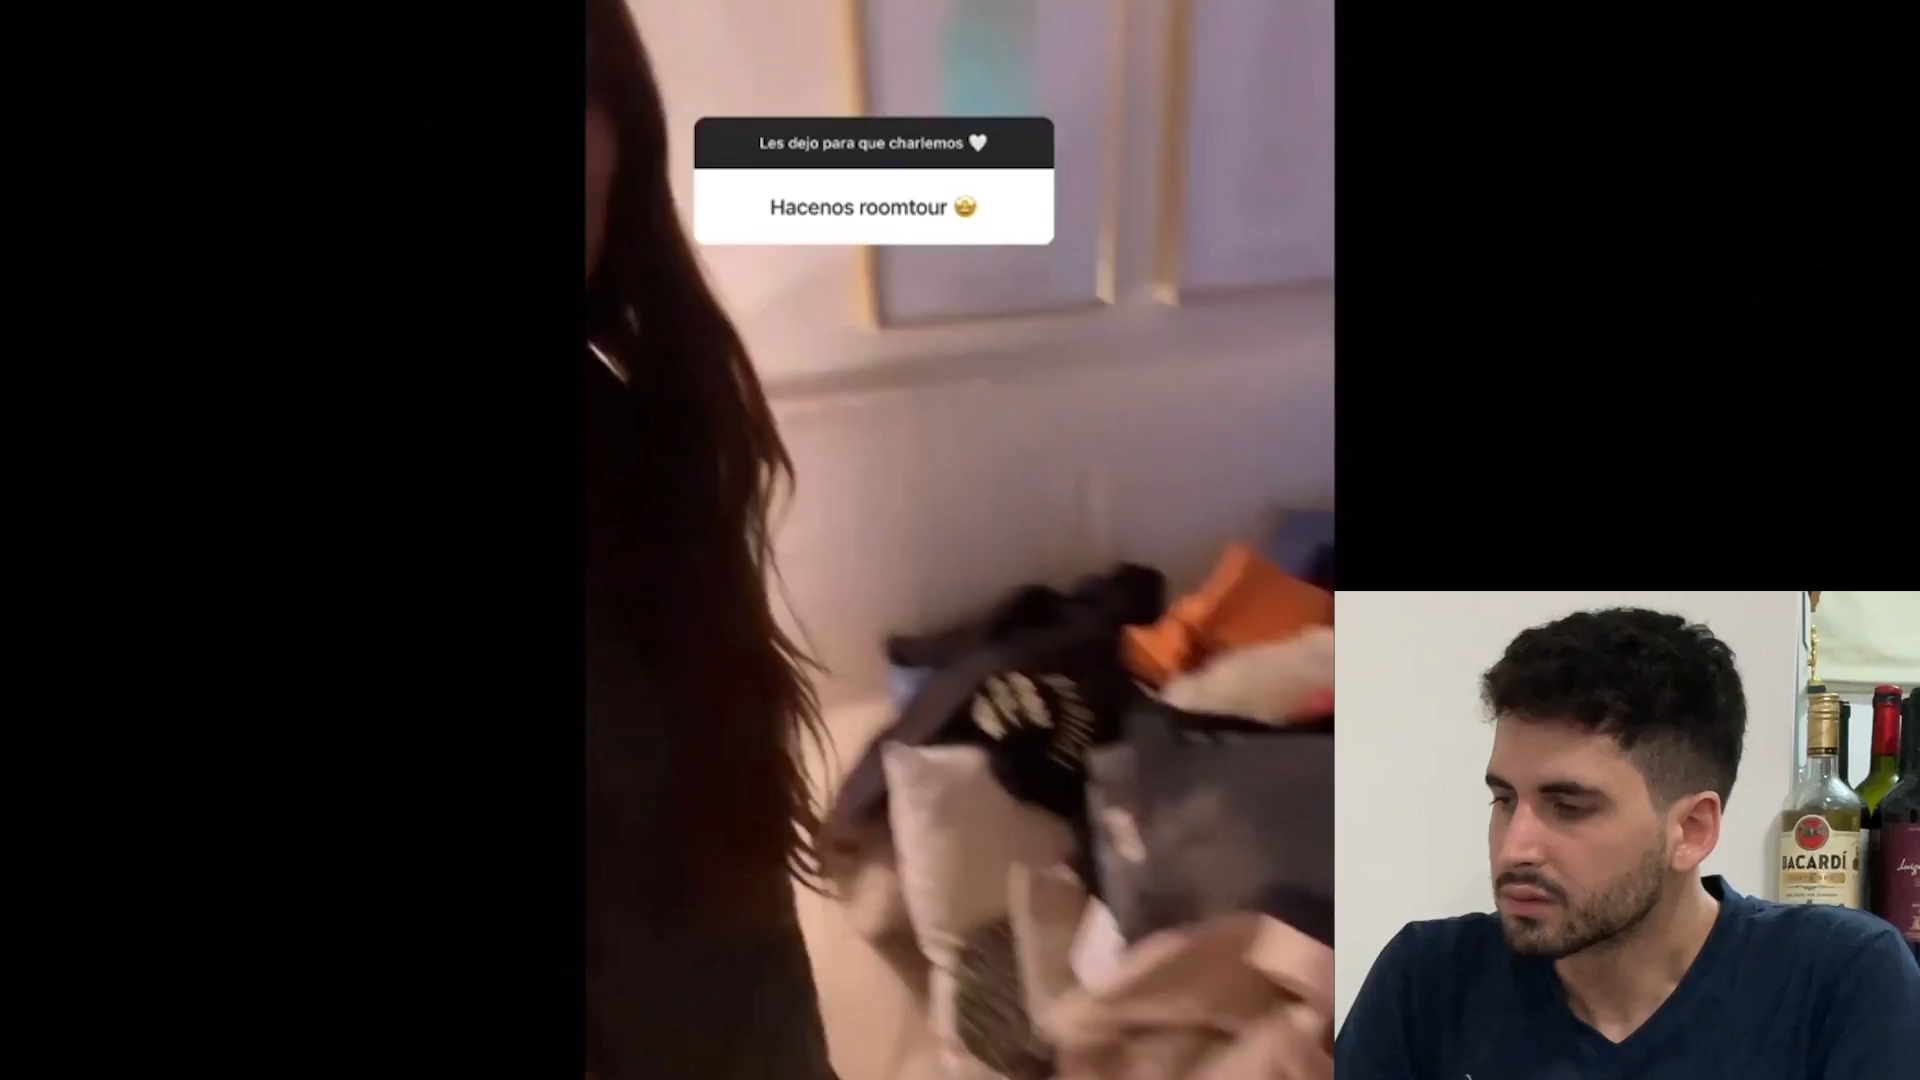 Les dejo para que charlemos 🤍
Hacenos roomtour 🤩
BACARDÍ